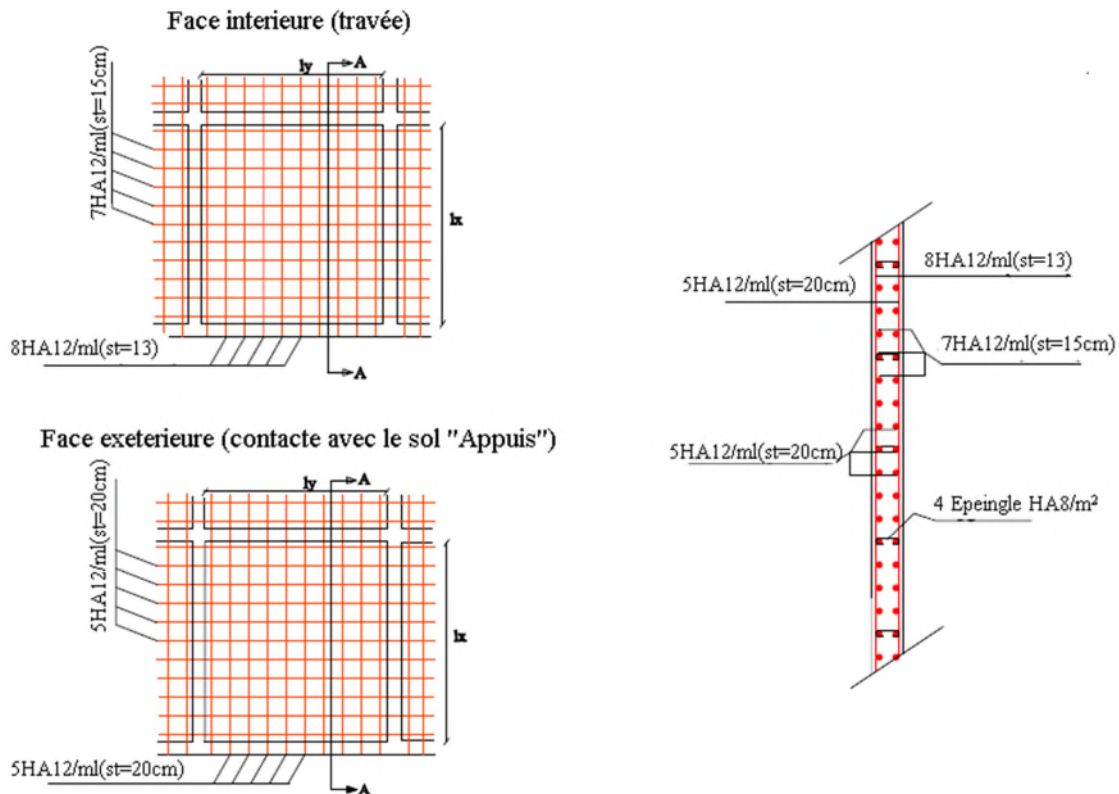 Face interieure (travée)
A
ly
7HA12/ml(st=15cm)
lx
8HA12/ml(st=13)
A
Face exeterieure (contacte avec le sol "Appuis")
A
ly
5HA12/ml(st=20cm)
lx
5HA12/ml(st=20cm)
A
8HA12/ml(st=13)
5HA12/ml(st=20cm)
7HA12/ml(st=15cm)
5HA12/ml(st=20cm)
4 Epeingle HA8/m²